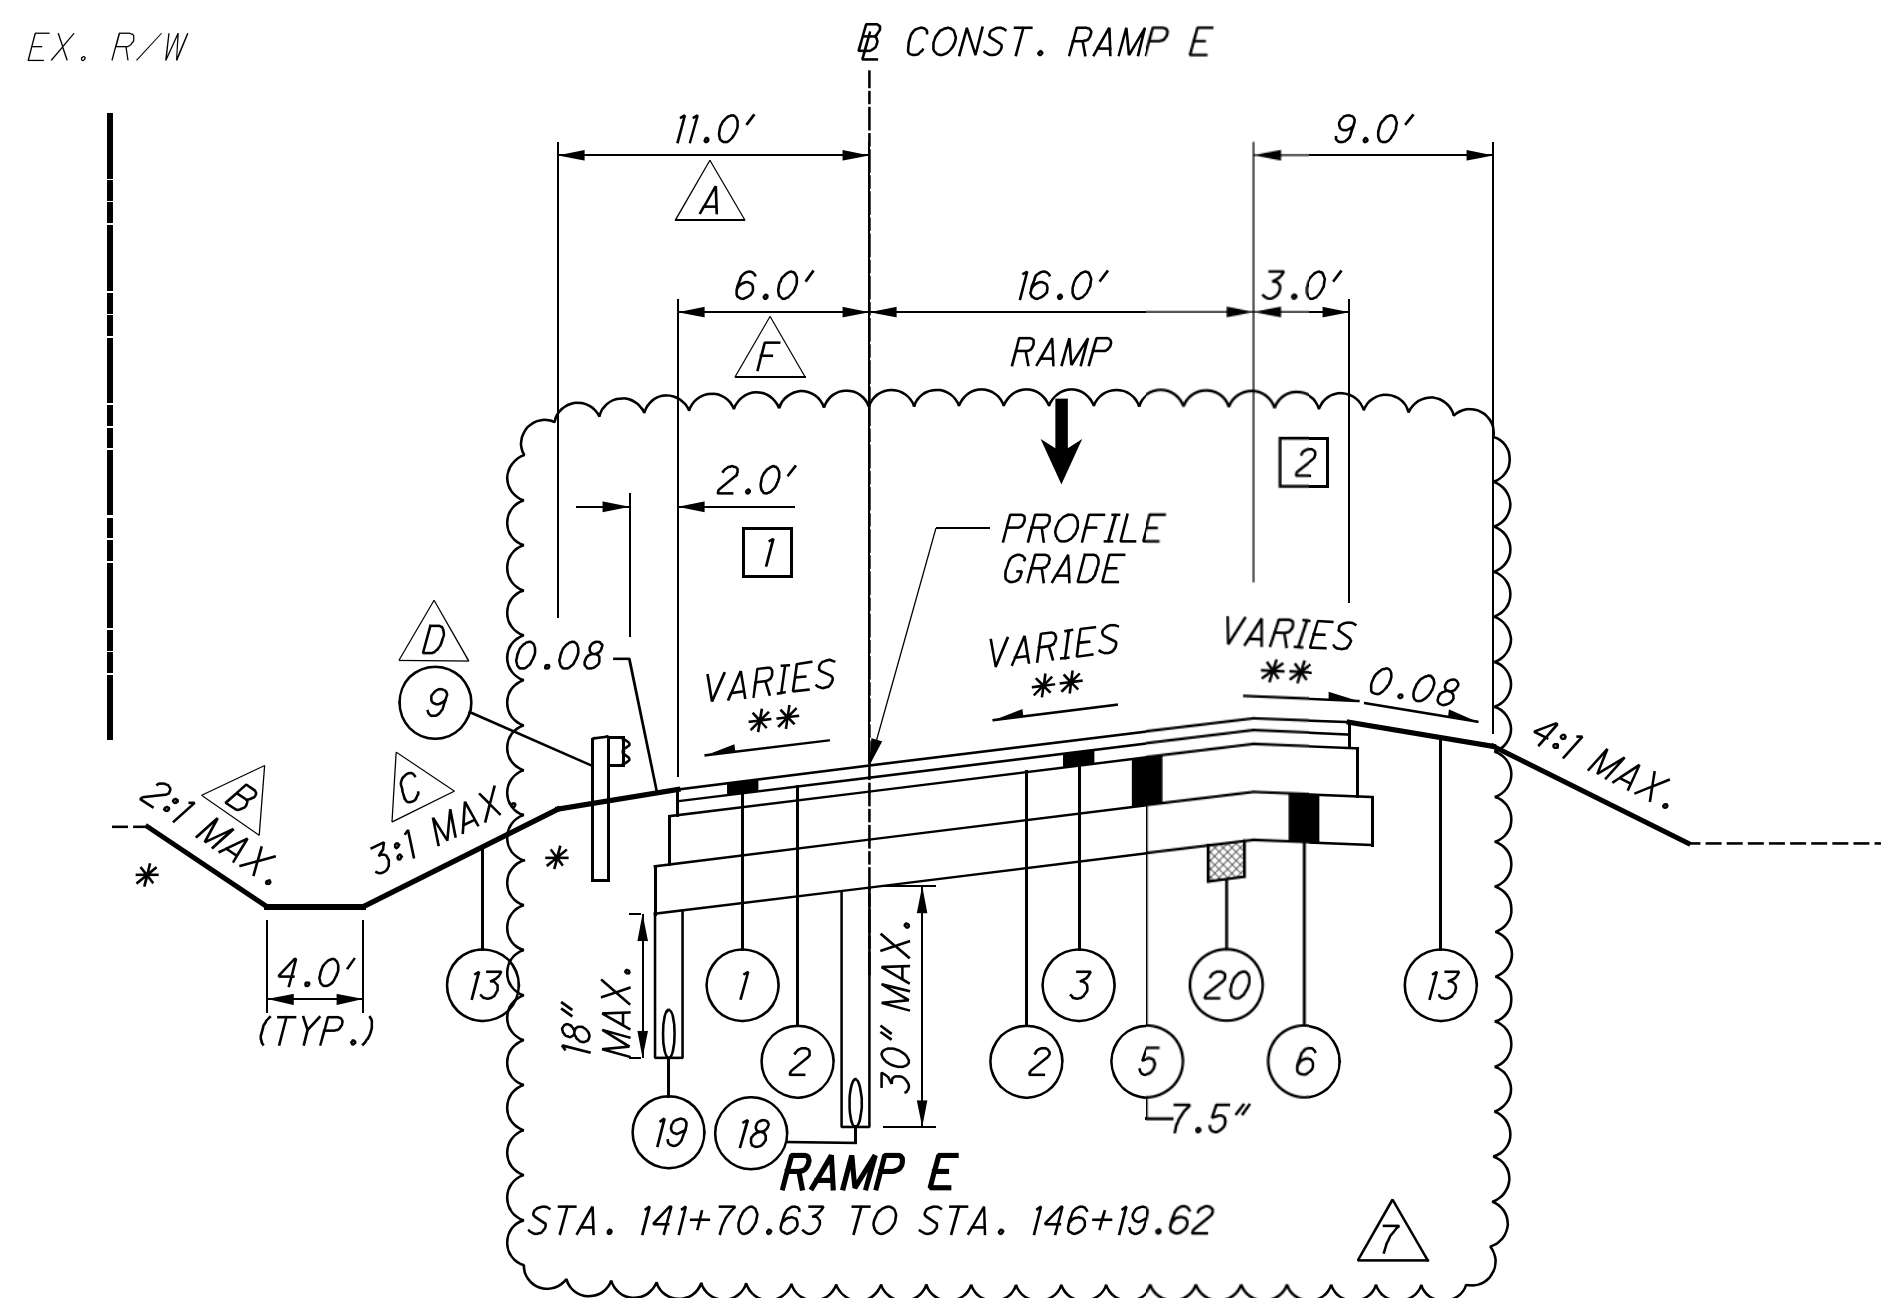 EX. R/W
℄ CONST. RAMP E
11.0'
9.0'
A
6.0'
16.0'
3.0'
F
RAMP
2
2.0'
1
PROFILE
GRADE
D
0.08
VARIES
**
VARIES
**
VARIES
**
0.08
9
4:1 MAX.
2:1 MAX.
B
C
3:1 MAX.
*
*
4.0'
(TYP.)
13
18"
MAX.
1
30" MAX.
3
20
13
2
2
5
6
7.5"
19
18
RAMP E
STA. 141+70.63 TO STA. 146+19.62
7